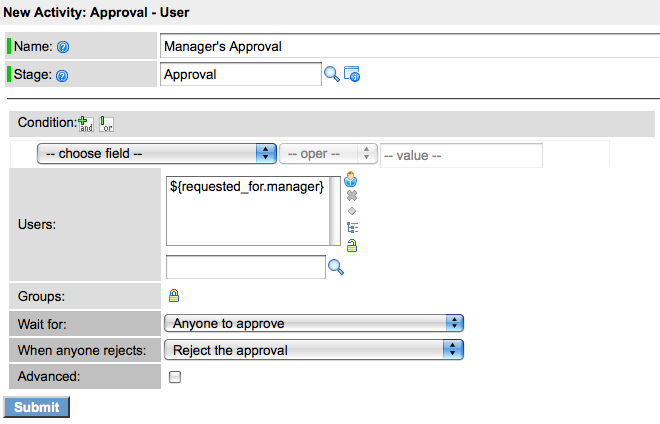 New Activity: Approval - User
Name: Manager's Approval
Stage: Approval
Condition: and or
-- choose field -- -- oper -- -- value --
Users: ${requested_for.manager}
Groups:
Wait for: Anyone to approve
When anyone rejects: Reject the approval
Advanced:
Submit